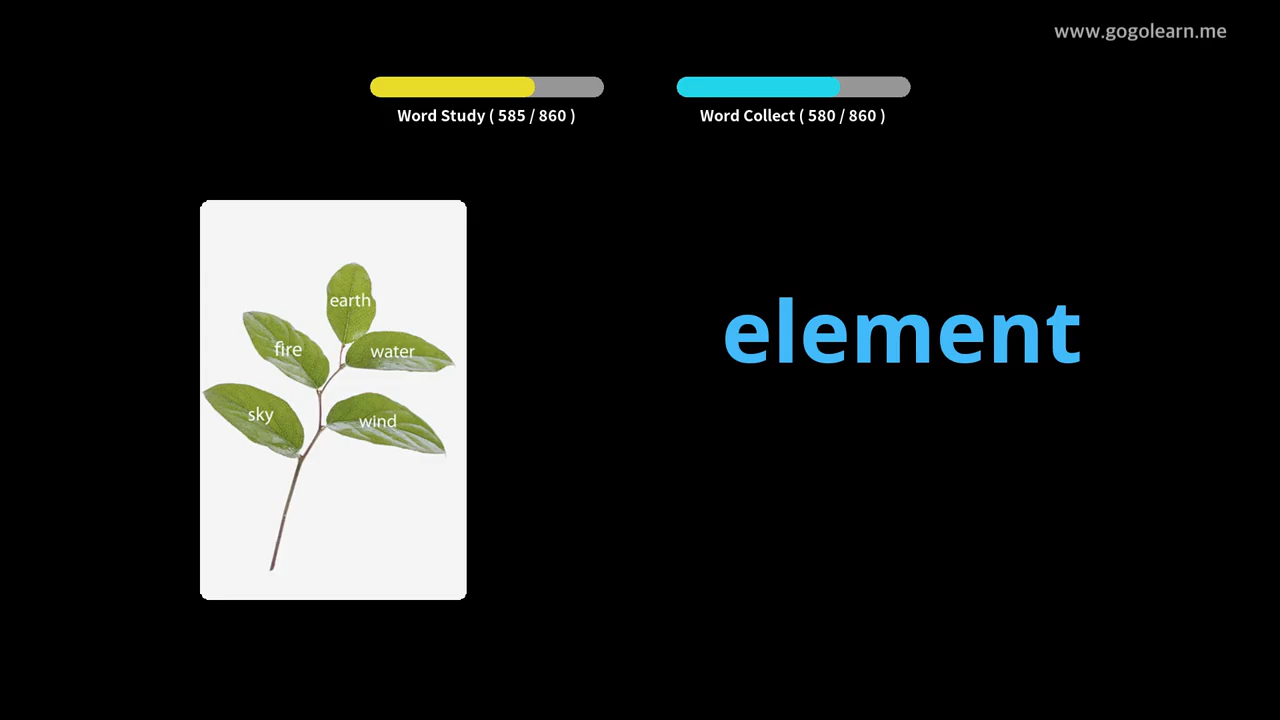 www.gogolearn.me
Word Study ( 585 / 860 )
Word Collect ( 580 / 860 )
earth
fire
water
sky
wind
element